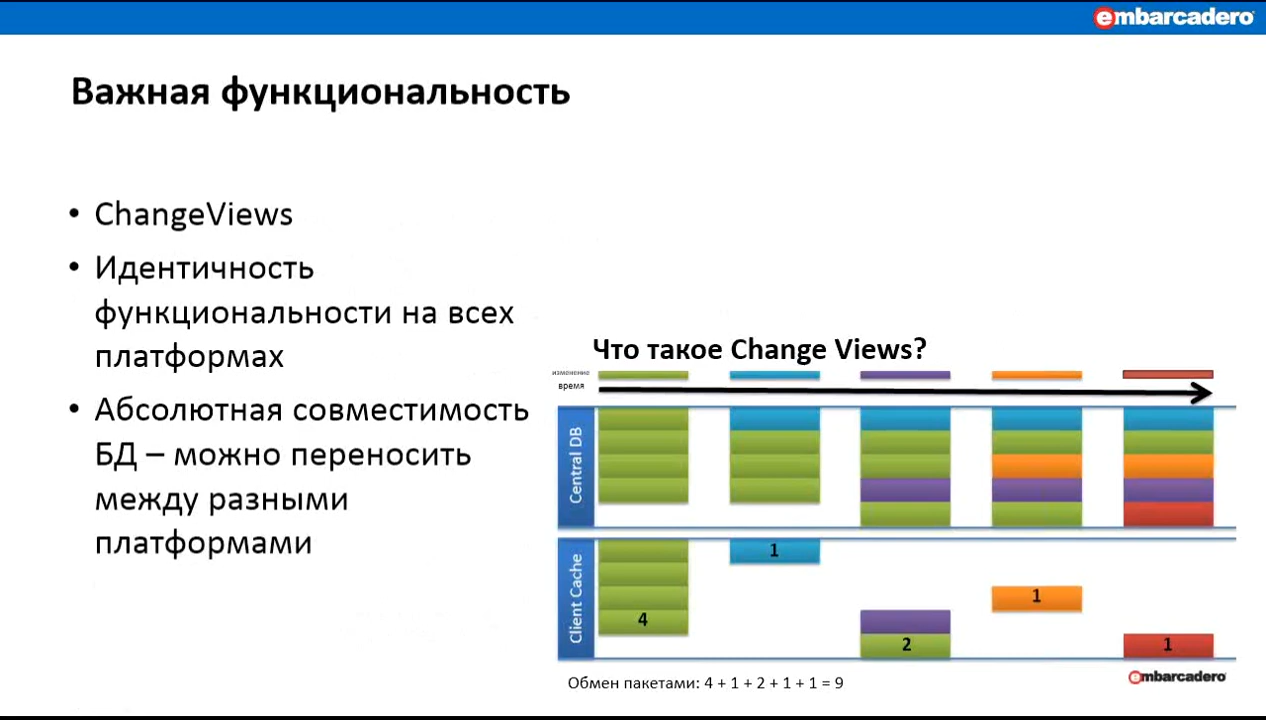 embarcadero
Важная функциональность
• ChangeViews
• Идентичность
функциональности на всех
платформах
• Абсолютная совместимость
БД – можно переносить
между разными
платформами
Что такое Change Views?
изменение
время
Central DB
Client Cache
4
1
2
1
1
Обмен пакетами: 4 + 1 + 2 + 1 + 1 = 9
embarcadero